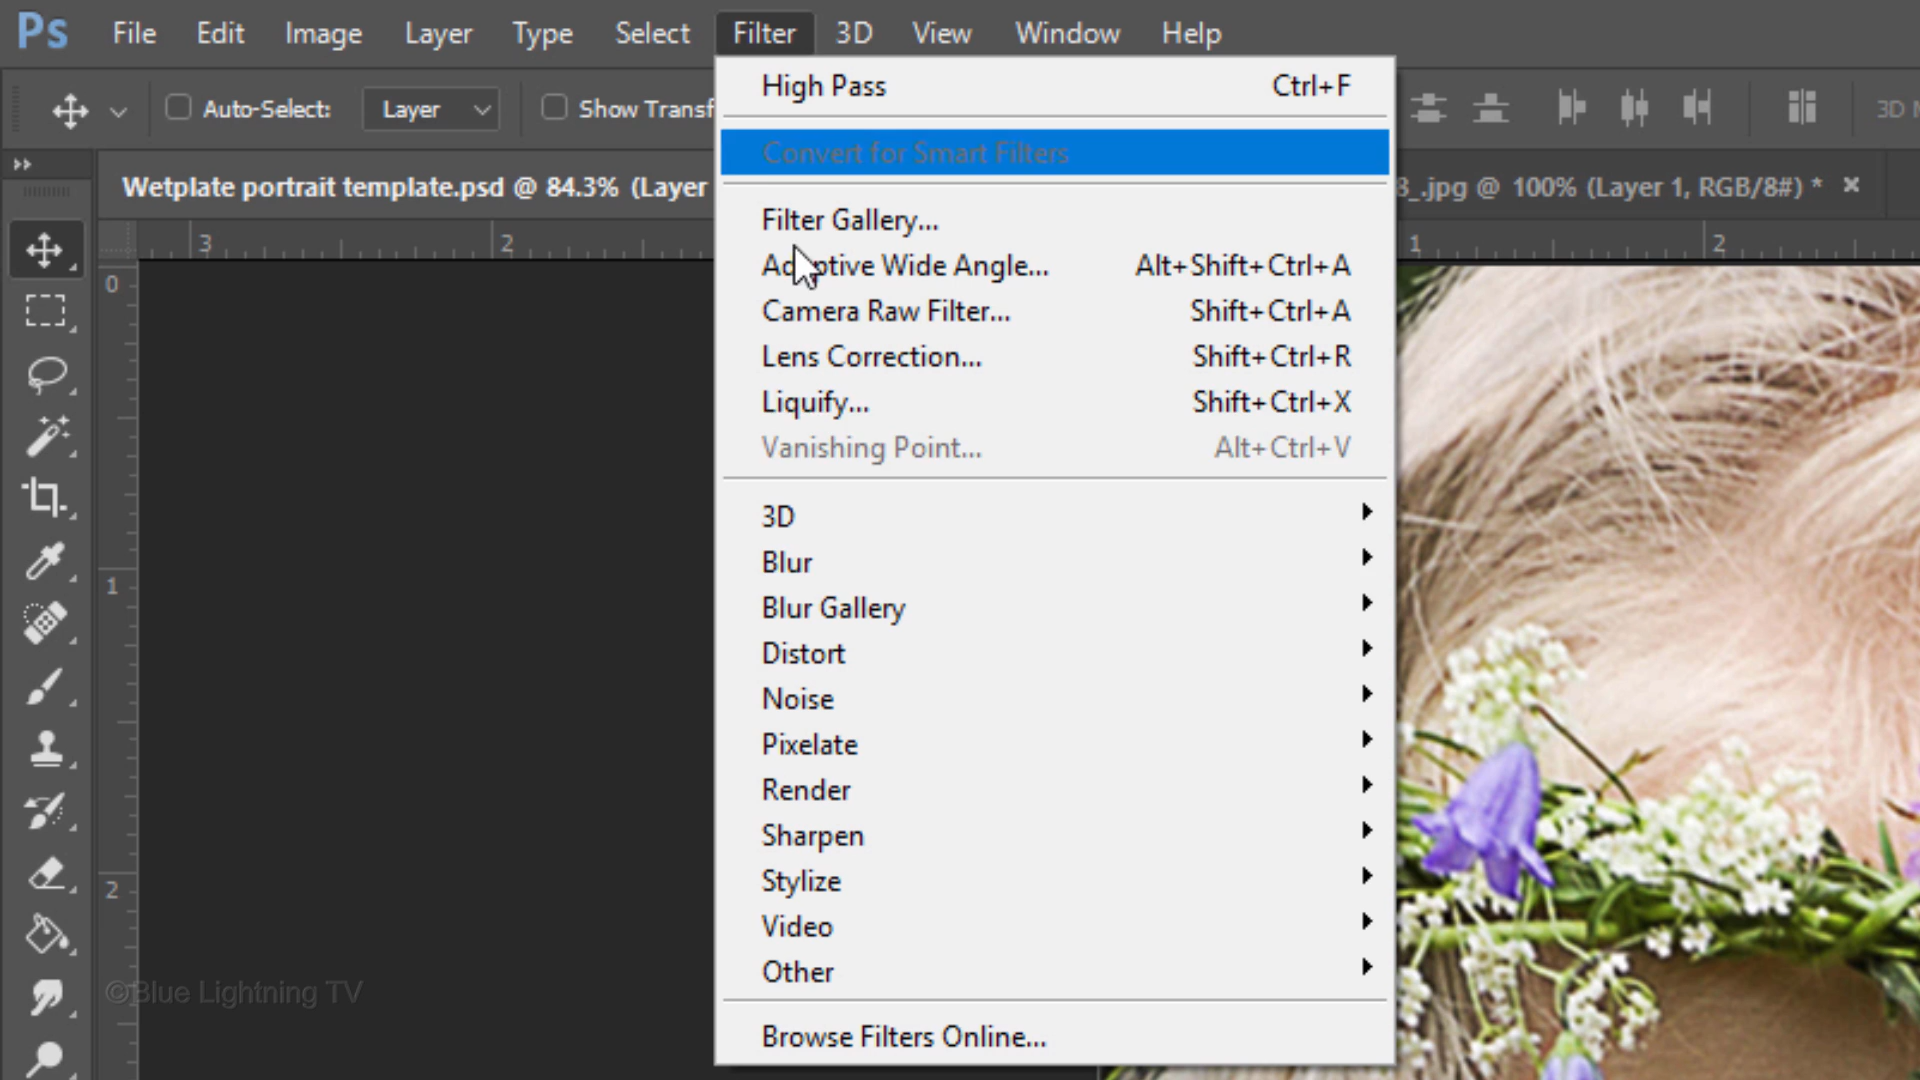 Ps File Edit Image Layer Type Select Filter 3D View Window Help
Auto-Select: Layer Show Transf 3D
Wetplate portrait template.psd @ 84.3% (Layer
_.jpg @ 100% (Layer 1, RGB/8#) *
3 2 1 2
0
1
2
High Pass Ctrl+F
Convert for Smart Filters
Filter Gallery...
Adaptive Wide Angle... Alt+Shift+Ctrl+A
Camera Raw Filter... Shift+Ctrl+A
Lens Correction... Shift+Ctrl+R
Liquify... Shift+Ctrl+X
Vanishing Point... Alt+Ctrl+V
3D
Blur
Blur Gallery
Distort
Noise
Pixelate
Render
Sharpen
Stylize
Video
Other
Browse Filters Online...
©Blue Lightning TV